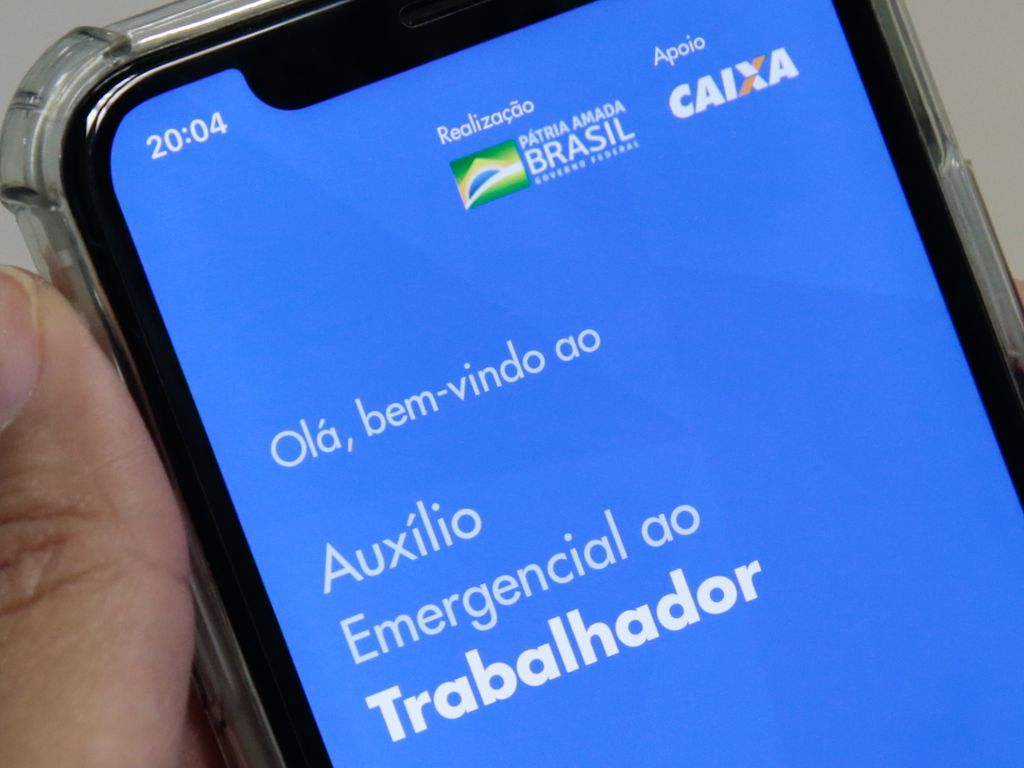 20:04
Realização
PÁTRIA AMADA
BRASIL
GOVERNO FEDERAL
Apoio
CAIXA
Olá, bem-vindo ao
Auxílio
Emergencial ao
Trabalhador